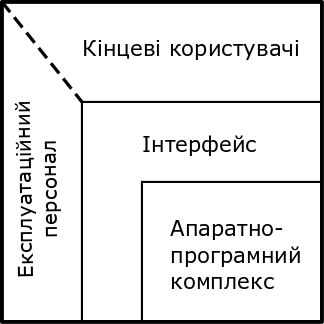 Кінцеві користувачі
Інтерфейс
Експлуатаційний
персонал
Апаратно-
програмний
комплекс